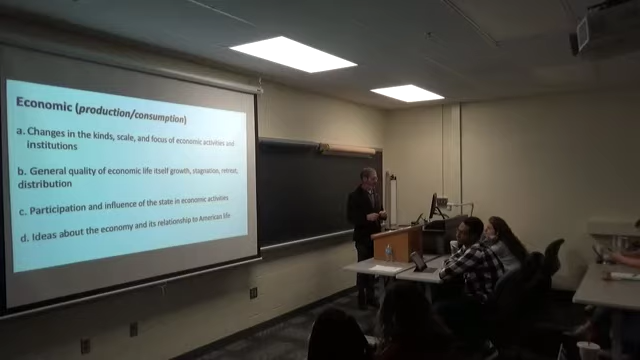 Economic (production/consumption)
a. Changes in the kinds, scale, and focus of economic activities and
institutions
b. General quality of economic life itself growth, stagnation, retreat,
distribution
c. Participation and influence of the state in economic activities
d. Ideas about the economy and its relationship to American life